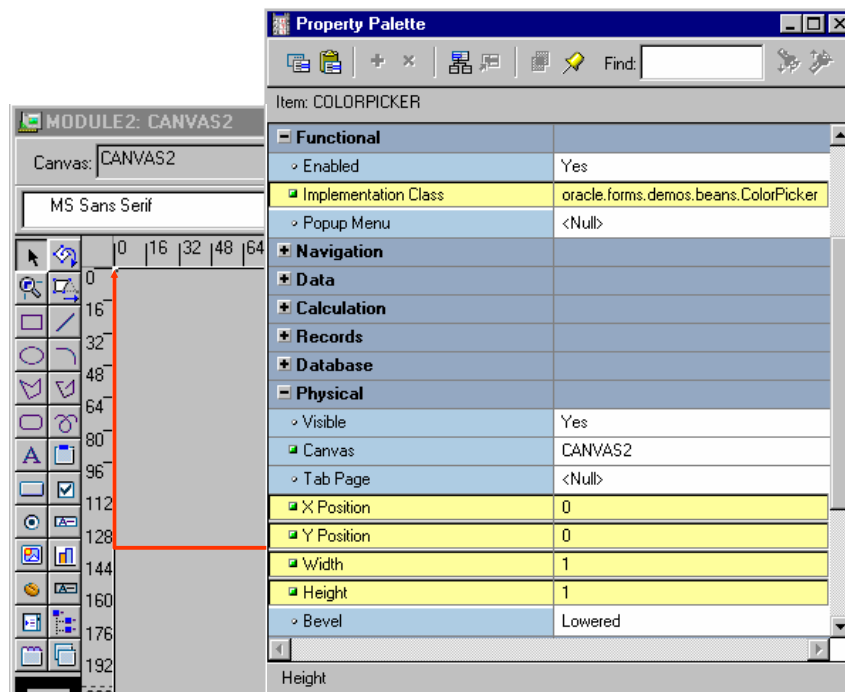 Property Palette
Find:
Item: COLORPICKER
Functional
Enabled Yes
Implementation Class oracle.forms.demos.beans.ColorPicker
Popup Menu <Null>
Navigation
Data
Calculation
Records
Database
Physical
Visible Yes
Canvas CANVAS2
Tab Page <Null>
X Position 0
Y Position 0
Width 1
Height 1
Bevel Lowered
Height
MODULE2: CANVAS2
Canvas: CANVAS2
MS Sans Serif
0 16 32 48 64
0
16
32
48
64
80
96
112
128
144
160
176
192